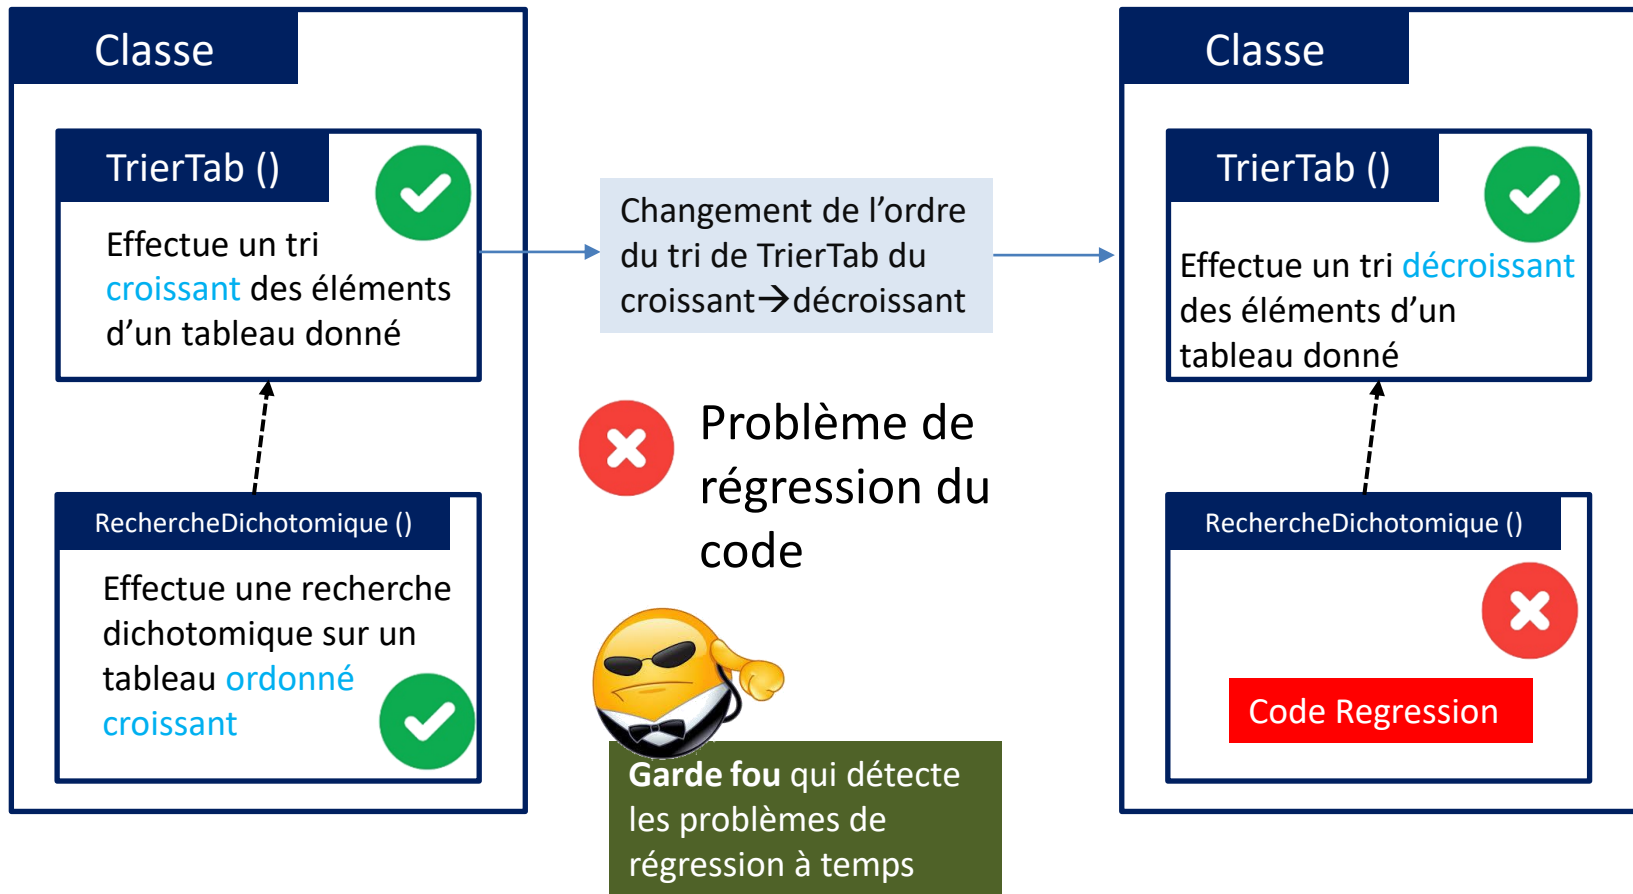 Classe
TrierTab ()
Effectue un tri
croissant des éléments
d’un tableau donné
RechercheDichotomique ()
Effectue une recherche
dichotomique sur un
tableau ordonné
croissant
Changement de l’ordre
du tri de TrierTab du
croissant→décroissant
Problème de
régression du
code
Garde fou qui détecte
les problèmes de
régression à temps
Classe
TrierTab ()
Effectue un tri décroissant
des éléments d’un
tableau donné
RechercheDichotomique ()
Code Regression